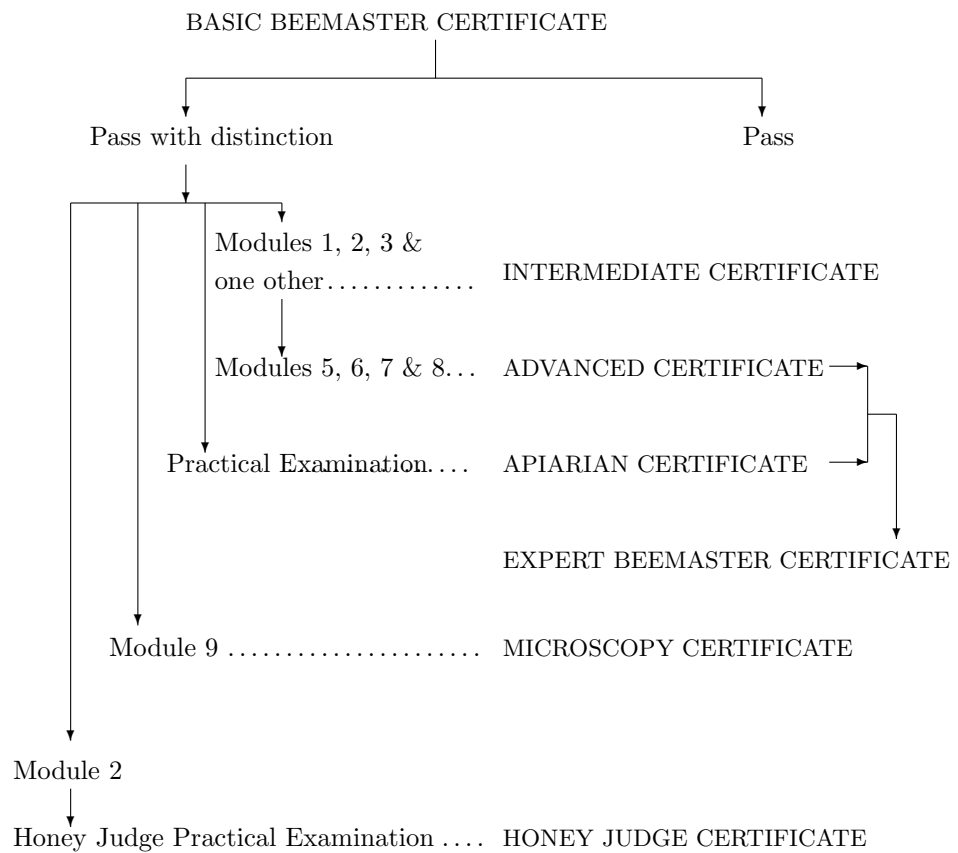 BASIC BEEMASTER CERTIFICATE
Pass with distinction
Pass
Modules 1, 2, 3 &
one other............. INTERMEDIATE CERTIFICATE
Modules 5, 6, 7 & 8... ADVANCED CERTIFICATE
Practical Examination.... APIARIAN CERTIFICATE
EXPERT BEEMASTER CERTIFICATE
Module 9 ...................... MICROSCOPY CERTIFICATE
Module 2
Honey Judge Practical Examination .... HONEY JUDGE CERTIFICATE